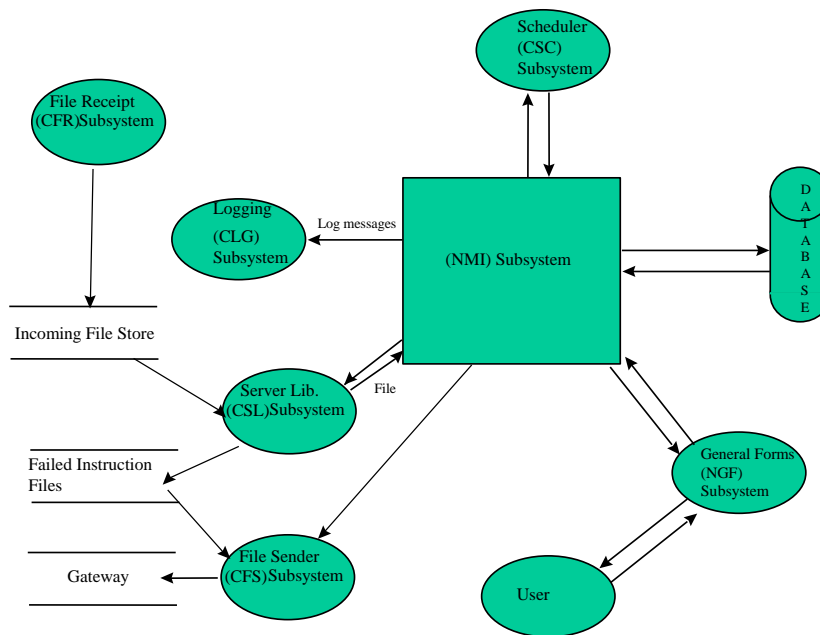 Scheduler
(CSC)
Subsystem
File Receipt
(CFR)Subsystem
D
A
T
A
B
A
S
E
Logging
(CLG)
Subsystem
Log messages
(NMI) Subsystem
Incoming File Store
Server Lib.
(CSL)Subsystem
File
Failed Instruction
Files
General Forms
(NGF)
Subsystem
File Sender
(CFS)Subsystem
Gateway
User